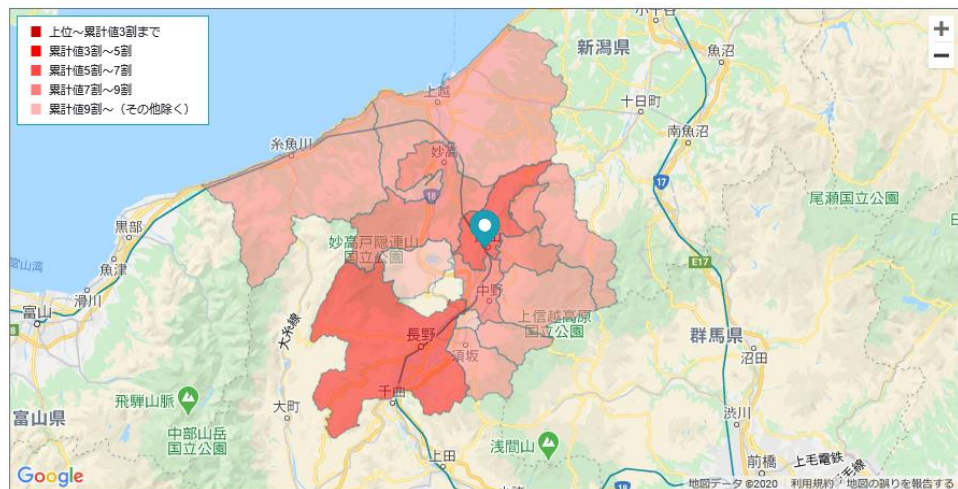 上位～累計値3割まで
累計値3割～5割
累計値5割～7割
累計値7割～9割
累計値9割～（その他除く）
新潟県
魚沼
上越
十日町
南魚沼
糸魚川
妙高
18
17
尾瀬国立公園
黒部
妙高戸隠連山
国立公園
富山湾
魚津
滑川
中野
E17
富山
大糸線
長野
上信越高原
国立公園
群馬県
須坂
沼田
飛騨山脈
大町
千曲
富山県
渋川
中部山岳
国立公園
浅間山
上田
前橋
上毛電鉄
17
Google
地図データ ©2020
利用規約
地図の誤りを報告する